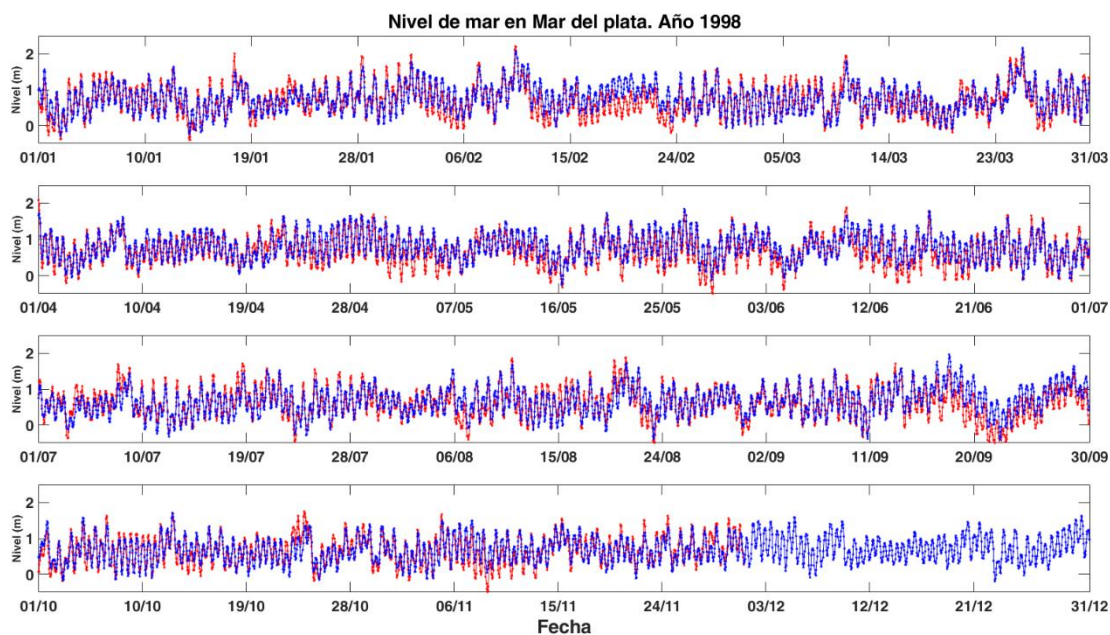 Nivel de mar en Mar del plata. Año 1998
Nivel (m)
2
1
0
01/01 10/01 19/01 28/01 06/02 15/02 24/02 05/03 14/03 23/03 31/03
Nivel (m)
2
1
0
01/04 10/04 19/04 28/04 07/05 16/05 25/05 03/06 12/06 21/06 01/07
Nivel (m)
2
1
0
01/07 10/07 19/07 28/07 06/08 15/08 24/08 02/09 11/09 20/09 30/09
Nivel (m)
2
1
0
01/10 10/10 19/10 28/10 06/11 15/11 24/11 03/12 12/12 21/12 31/12
Fecha